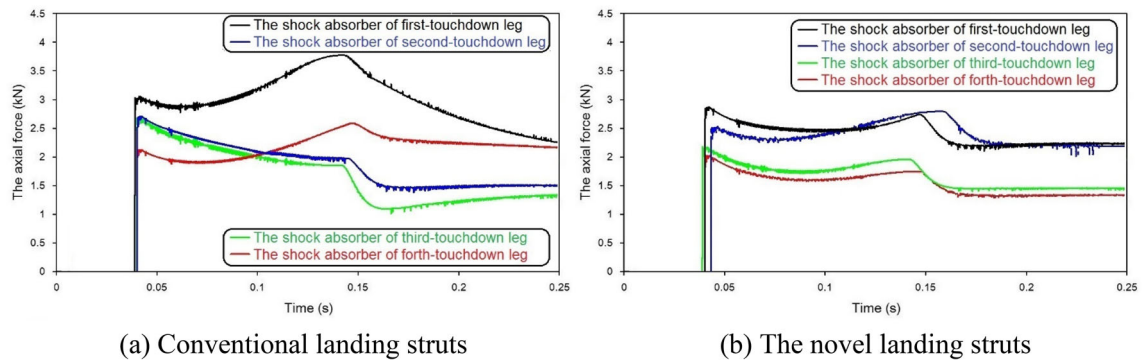 The shock absorber of first-touchdown leg
The shock absorber of second-touchdown leg
4.5
4
3.5
3
2.5
2
1.5
1
0.5
0
The axial force (kN)
The shock absorber of third-touchdown leg
The shock absorber of forth-touchdown leg
0 0.05 0.1 0.15 0.2 0.25
Time (s)
(a) Conventional landing struts
The shock absorber of first-touchdown leg
The shock absorber of second-touchdown leg
The shock absorber of third-touchdown leg
The shock absorber of forth-touchdown leg
4.5
4
3.5
3
2.5
2
1.5
1
0.5
0
The axial force (kN)
0 0.05 0.1 0.15 0.2 0.25
Time (s)
(b) The novel landing struts